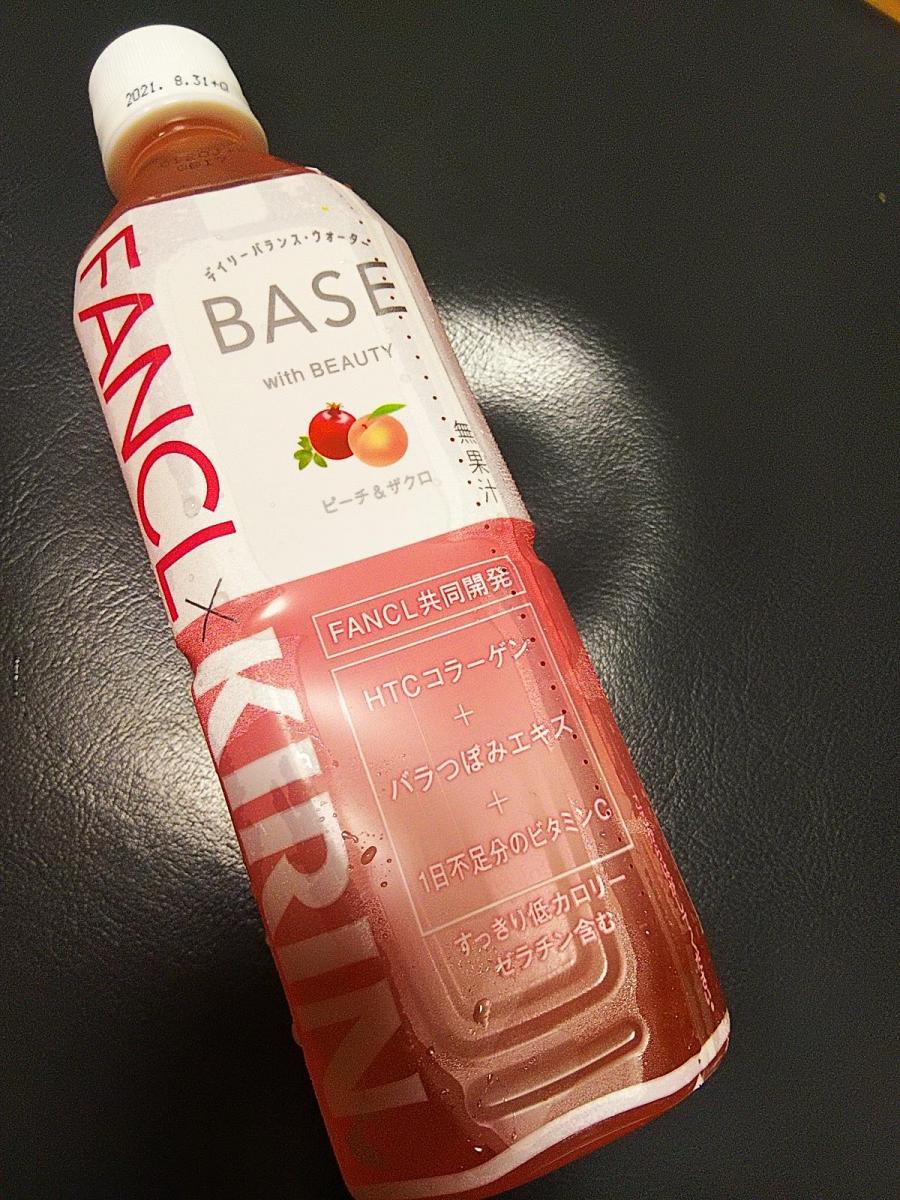 2021. 8.31+Q
デイリーバランス・ウォーター
BASE
with BEAUTY
ピーチ&ザクロ
無果汁
FANCL
×
KIRIN
FANCL共同開発
HTCコラーゲン
+
バラつぼみエキス
+
1日不足分のビタミンC
すっきり低カロリー
ゼラチン含む